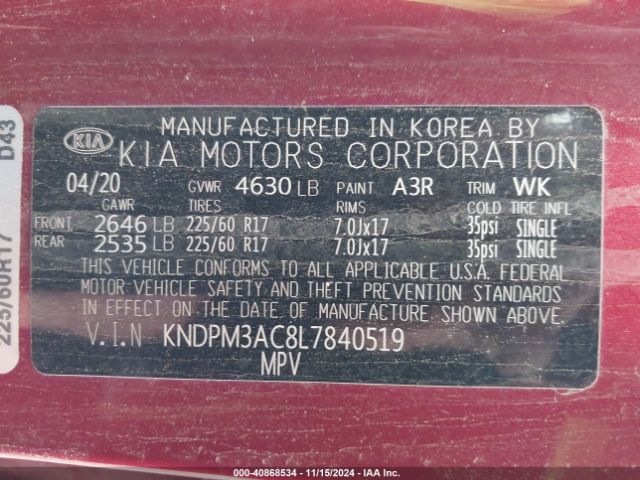 D43
225/60R17
KIA
MANUFACTURED IN KOREA BY
KIA MOTORS CORPORATION
04/20 GVWR 4630 LB PAINT A3R TRIM WK
GAWR TIRES RIMS COLD TIRE INFL
FRONT 2646 LB 225/60 R17 7.0Jx17 35psi SINGLE
REAR 2535 LB 225/60 R17 7.0Jx17 35psi SINGLE
THIS VEHICLE CONFORMS TO ALL APPLICABLE U.S.A. FEDERAL
MOTOR VEHICLE SAFETY AND THEFT PREVENTION STANDARDS
IN EFFECT ON THE DATE OF MANUFACTURE SHOWN ABOVE.
V.I.N KNDPM3AC8L7840519
MPV
000-40868534 - 11/15/2024 - IAA Inc.